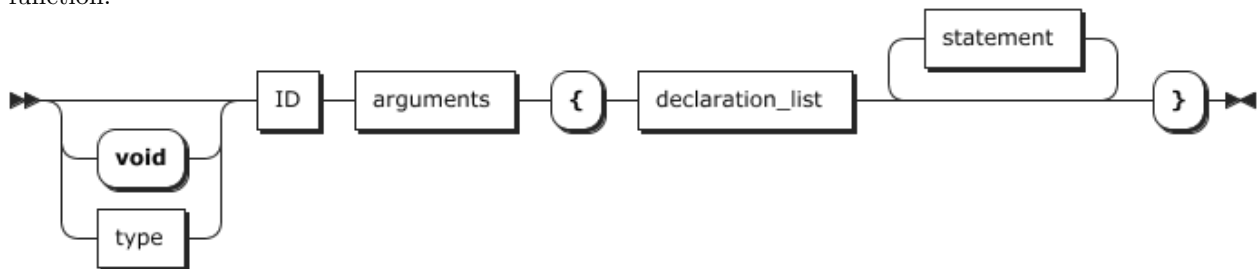 function:
statement
ID arguments { declaration_list }
void
type